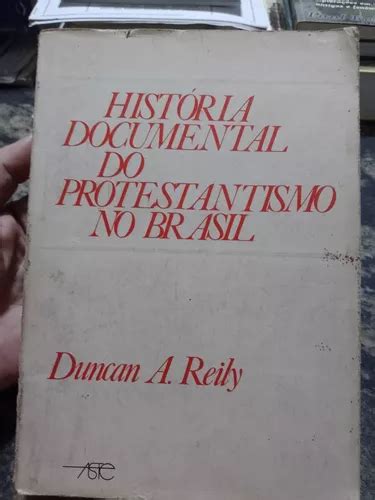 HISTÓRIA
DOCUMENTAL
DO
PROTESTANTISMO
NO BRASIL
Duncan A. Reily
ASTE